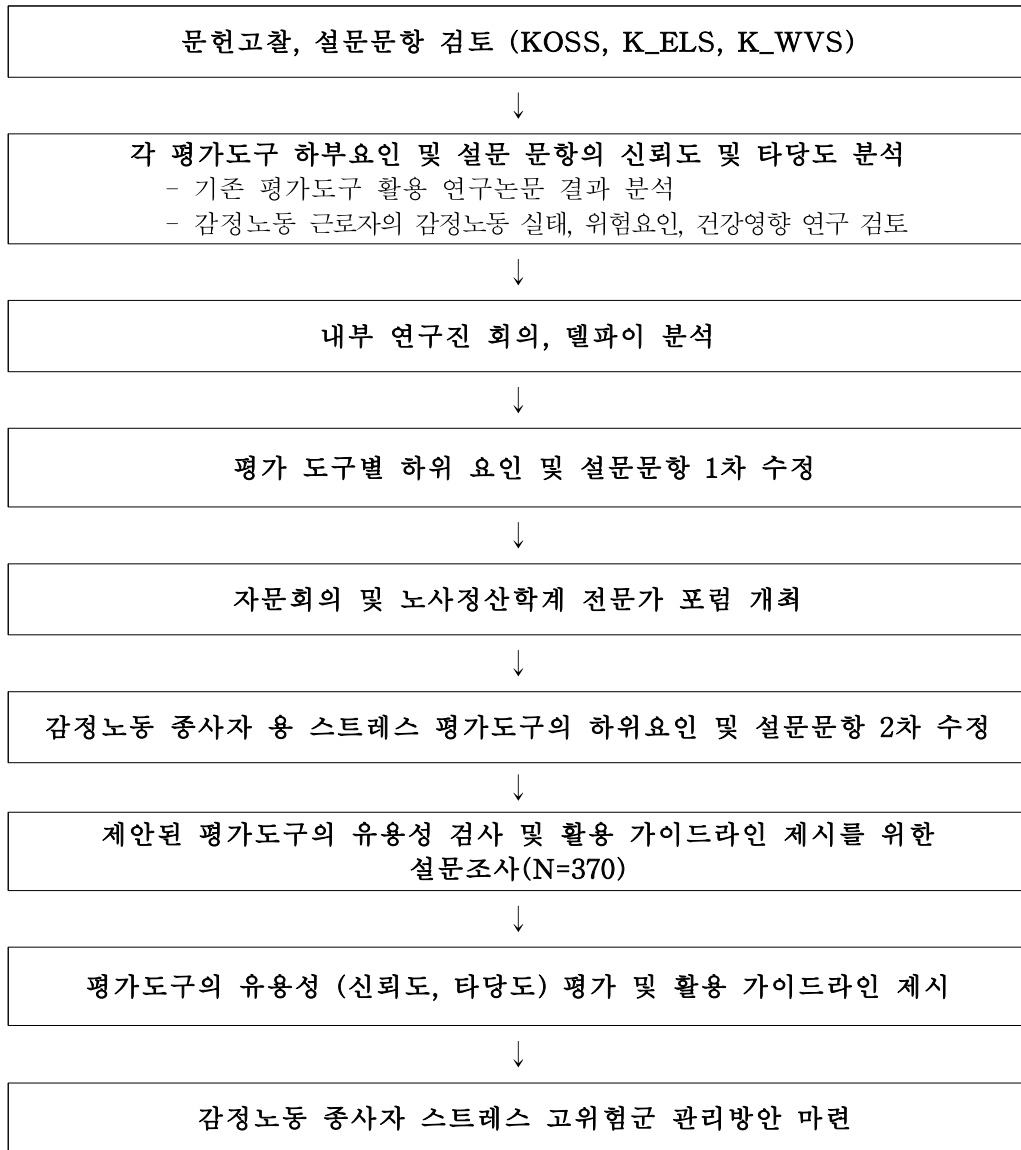 문헌고찰, 설문문항 검토 (KOSS, K_ELS, K_WVS)
↓
각 평가도구 하부요인 및 설문 문항의 신뢰도 및 타당도 분석
- 기존 평가도구 활용 연구논문 결과 분석
- 감정노동 근로자의 감정노동 실태, 위험요인, 건강영향 연구 검토
↓
내부 연구진 회의, 델파이 분석
↓
평가 도구별 하위 요인 및 설문문항 1차 수정
↓
자문회의 및 노사정산학계 전문가 포럼 개최
↓
감정노동 종사자 용 스트레스 평가도구의 하위요인 및 설문문항 2차 수정
↓
제안된 평가도구의 유용성 검사 및 활용 가이드라인 제시를 위한
설문조사(N=370)
↓
평가도구의 유용성 (신뢰도, 타당도) 평가 및 활용 가이드라인 제시
↓
감정노동 종사자 스트레스 고위험군 관리방안 마련